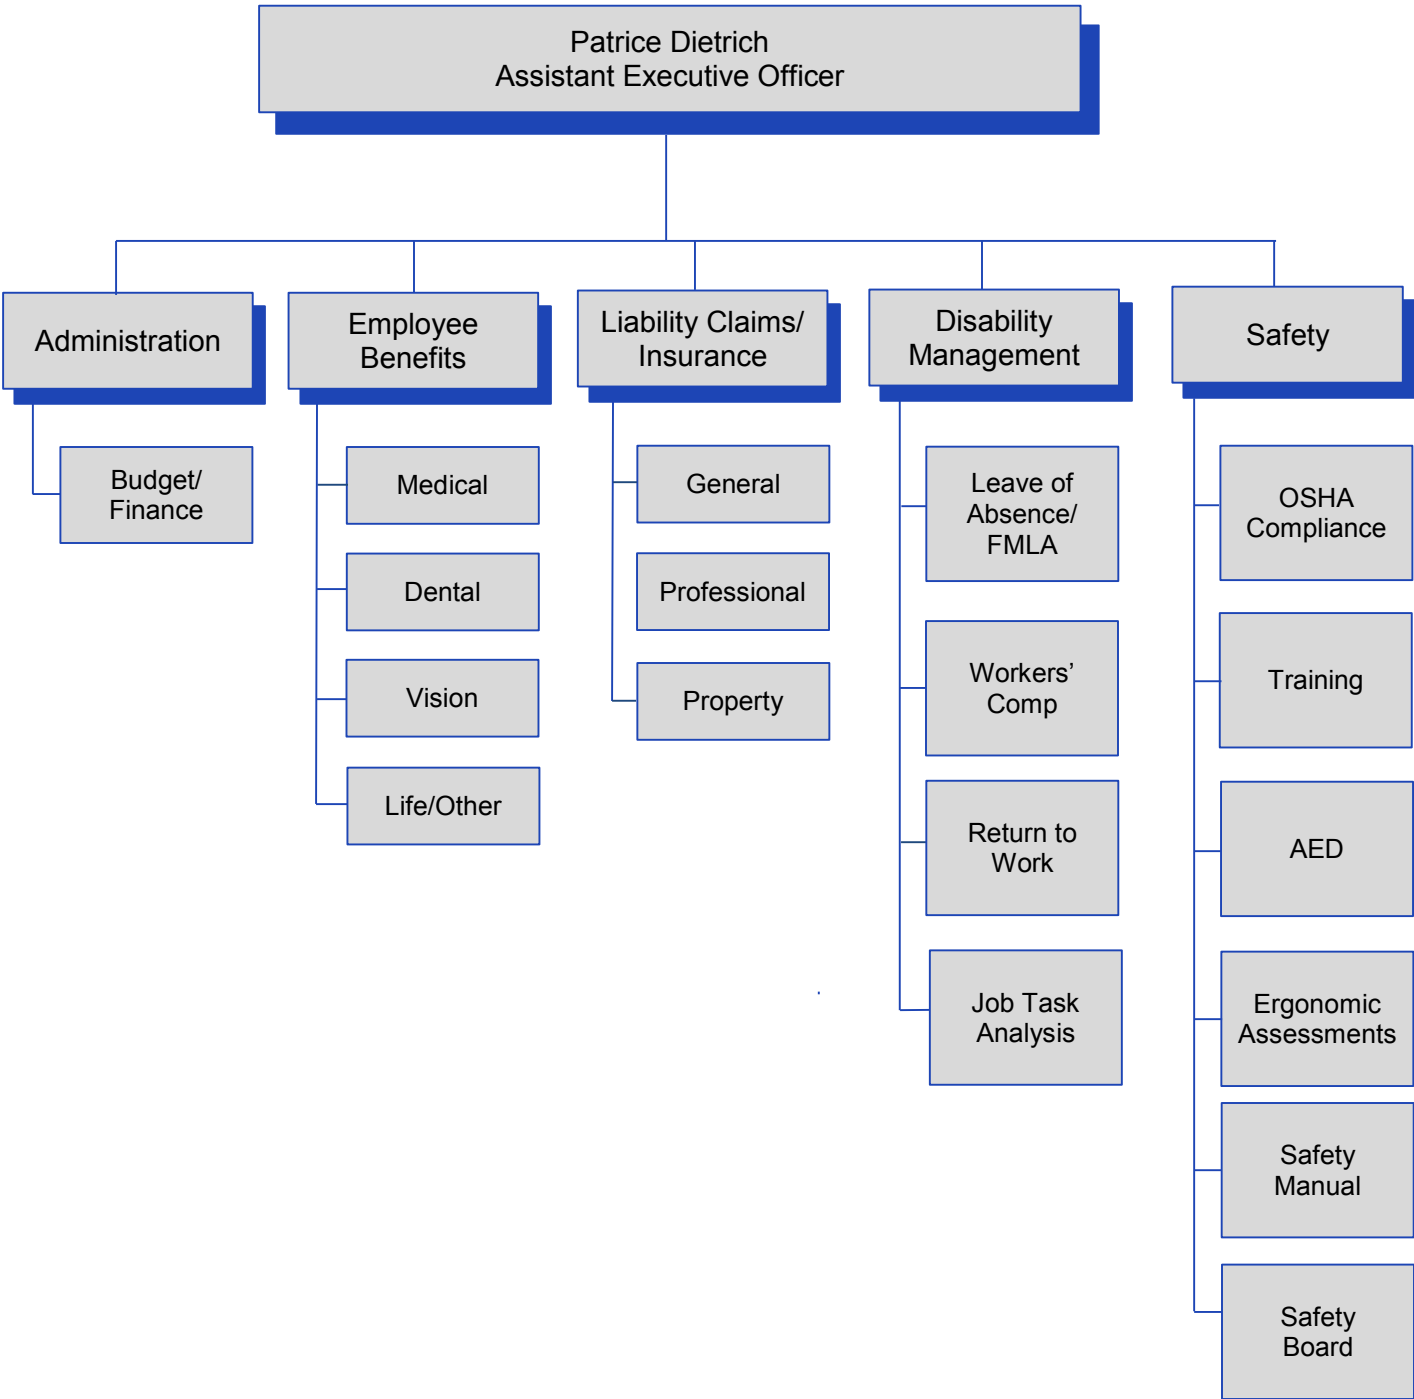 Patrice Dietrich
Assistant Executive Officer
Administration
Budget/
Finance
Employee
Benefits
Medical
Dental
Vision
Life/Other
Liability Claims/
Insurance
General
Professional
Property
Disability
Management
Leave of
Absence/
FMLA
Workers’
Comp
Return to
Work
Job Task
Analysis
Safety
OSHA
Compliance
Training
AED
Ergonomic
Assessments
Safety
Manual
Safety
Board